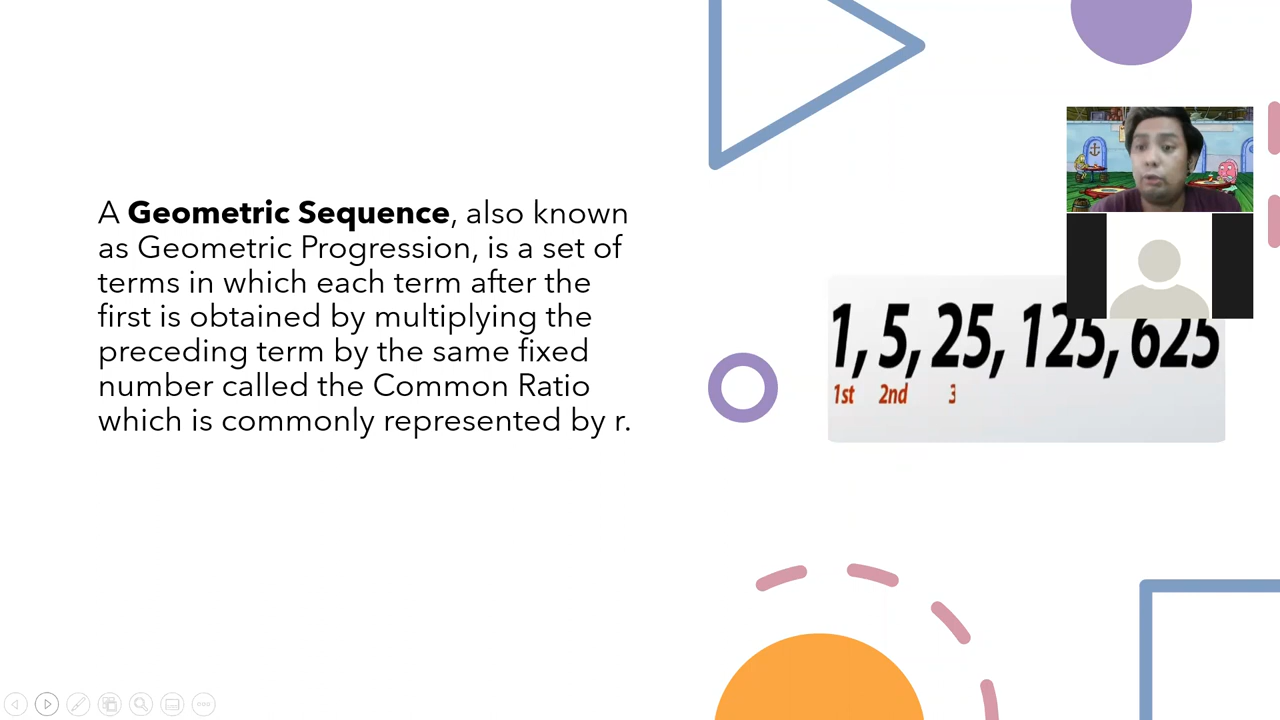 A Geometric Sequence, also known
as Geometric Progression, is a set of
terms in which each term after the
first is obtained by multiplying the
preceding term by the same fixed
number called the Common Ratio
which is commonly represented by r.
1, 5, 25, 125, 625
1st 2nd 3